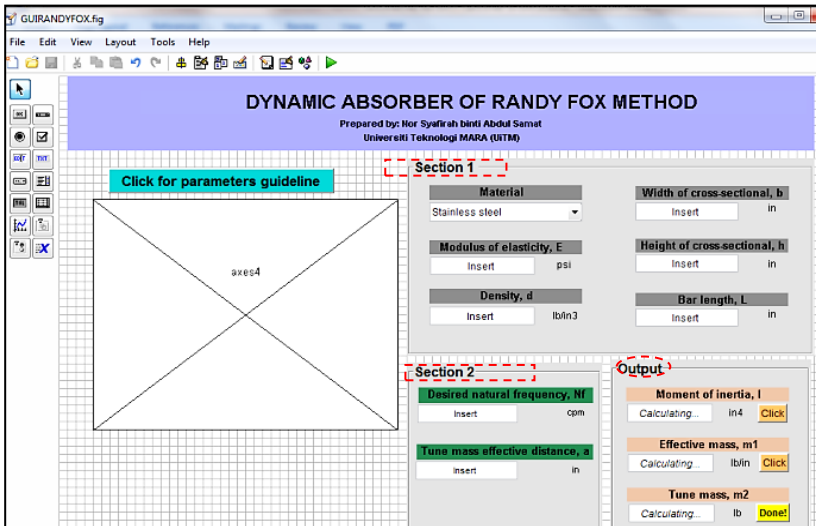 GUIRANDYFOX.fig
File Edit View Layout Tools Help
DYNAMIC ABSORBER OF RANDY FOX METHOD
Prepared by: Nor Syafirah binti Abdul Samat
Universiti Teknologi MARA (UiTM)
Click for parameters guideline
axes4
Section 1
Material
Stainless steel
Modulus of elasticity, E
Insert psi
Density, d
Insert lb/in3
Width of cross-sectional, b
Insert in
Height of cross-sectional, h
Insert in
Bar length, L
Insert in
Section 2
Desired natural frequency, Nf
Insert cpm
Tune mass effective distance, a
Insert in
Output
Moment of inertia, I
Calculating... in4 Click
Effective mass, m1
Calculating... lb/in Click
Tune mass, m2
Calculating... lb Done!